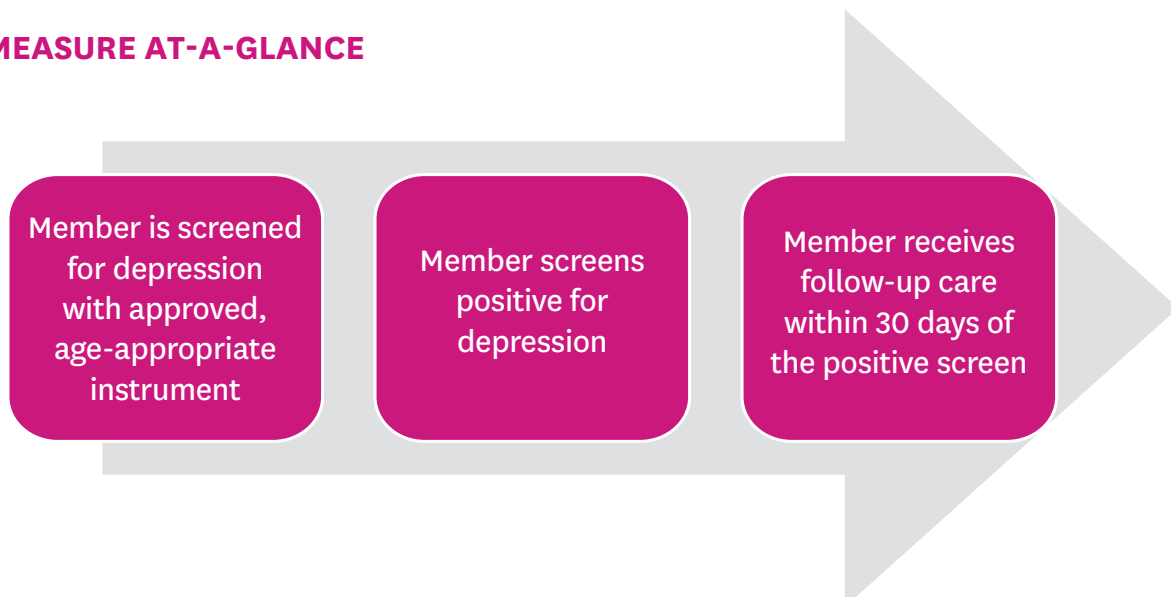 MEASURE AT-A-GLANCE
Member is screened
for depression
with approved,
age-appropriate
instrument
Member screens
positive for
depression
Member receives
follow-up care
within 30 days of
the positive screen